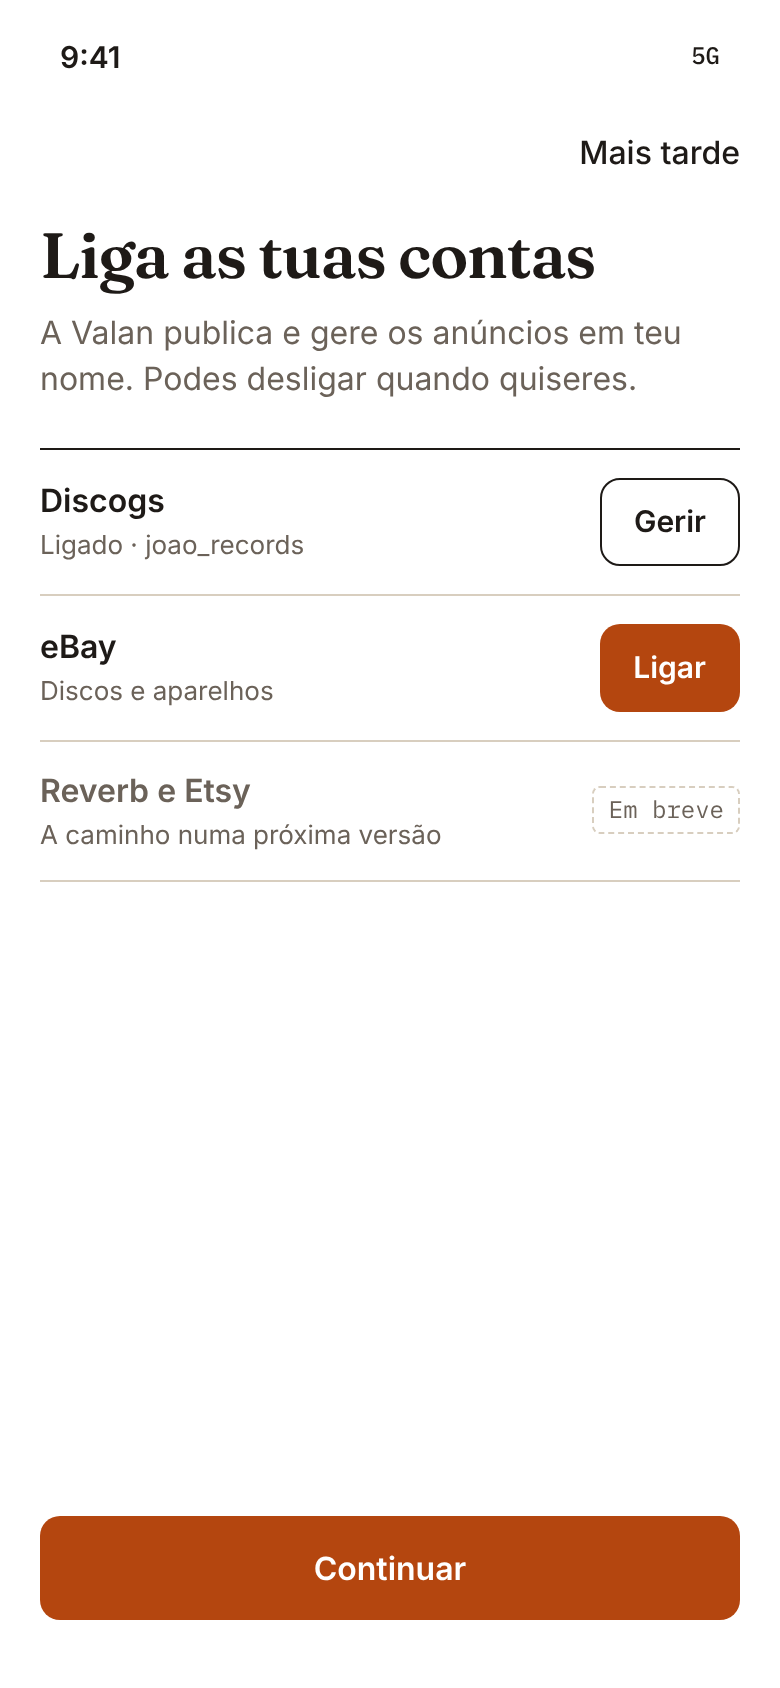 9:41
5G
Mais tarde
Liga as tuas contas
A Valan publica e gere os anúncios em teu
nome. Podes desligar quando quiseres.
Discogs
Ligado · joao_records
Gerir
eBay
Discos e aparelhos
Ligar
Reverb e Etsy
A caminho numa próxima versão
Em breve
Continuar